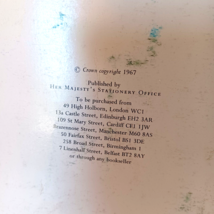 © Crown copyright 1967
Published by
HER MAJESTY'S STATIONERY OFFICE
To be purchased from
49 High Holborn, London WC1
13a Castle Street, Edinburgh EH2 3AR
109 St Mary Street, Cardiff CF1 1JW
Brazennose Street, Manchester M60 8AS
50 Fairfax Street, Bristol BS1 3DE
258 Broad Street, Birmingham 1
7 Linenhall Street, Belfast BT2 8AY
or through any bookseller